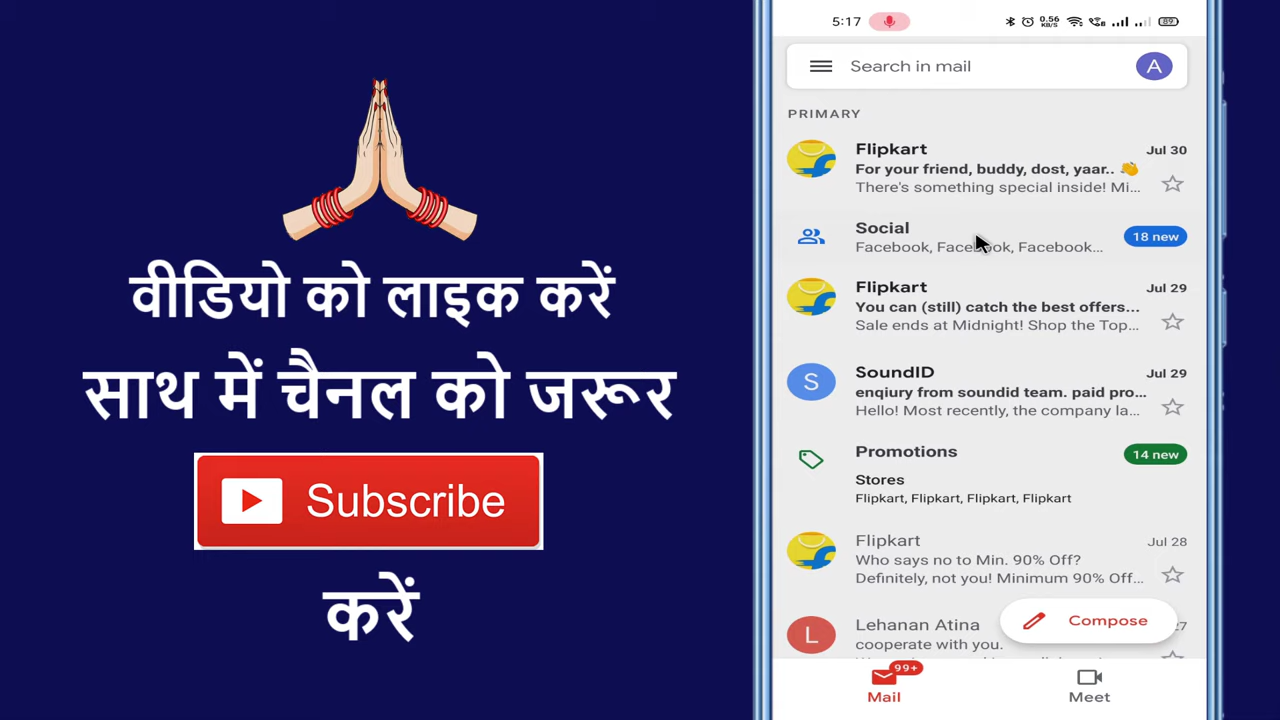 वीडियो को लाइक करें
साथ में चैनल को जरूर
Subscribe
करें
5:17
0.56
KB/S
89
Search in mail
A
PRIMARY
Flipkart
Jul 30
For your friend, buddy, dost, yaar.. 👏
There's something special inside! Mi...
Social
18 new
Facebook, Facebook, Facebook...
Flipkart
Jul 29
You can (still) catch the best offers...
Sale ends at Midnight! Shop the Top...
S
SoundID
Jul 29
enqiury from soundid team. paid pro...
Hello! Most recently, the company la...
Promotions
14 new
Stores
Flipkart, Flipkart, Flipkart, Flipkart
Flipkart
Jul 28
Who says no to Min. 90% Off?
Definitely, not you! Minimum 90% Off...
L
Lehanan Atina
cooperate with you.
Compose
99+
Mail
Meet